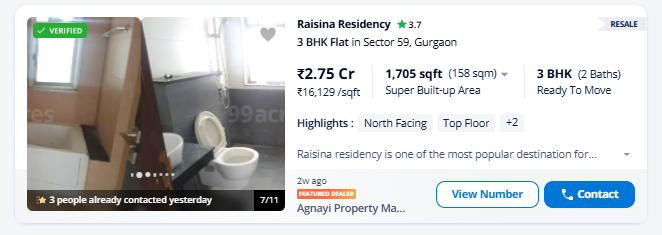 VERIFIED
99acres
3 people already contacted yesterday
7/11
Raisina Residency ★ 3.7
RESALE
3 BHK Flat in Sector 59, Gurgaon
₹2.75 Cr
₹16,129 /sqft
1,705 sqft (158 sqm)
Super Built-up Area
3 BHK (2 Baths)
Ready To Move
Highlights : North Facing Top Floor +2
Raisina residency is one of the most popular destination for...
2w ago
FEATURED DEALER
Agnayi Property Ma...
View Number
Contact